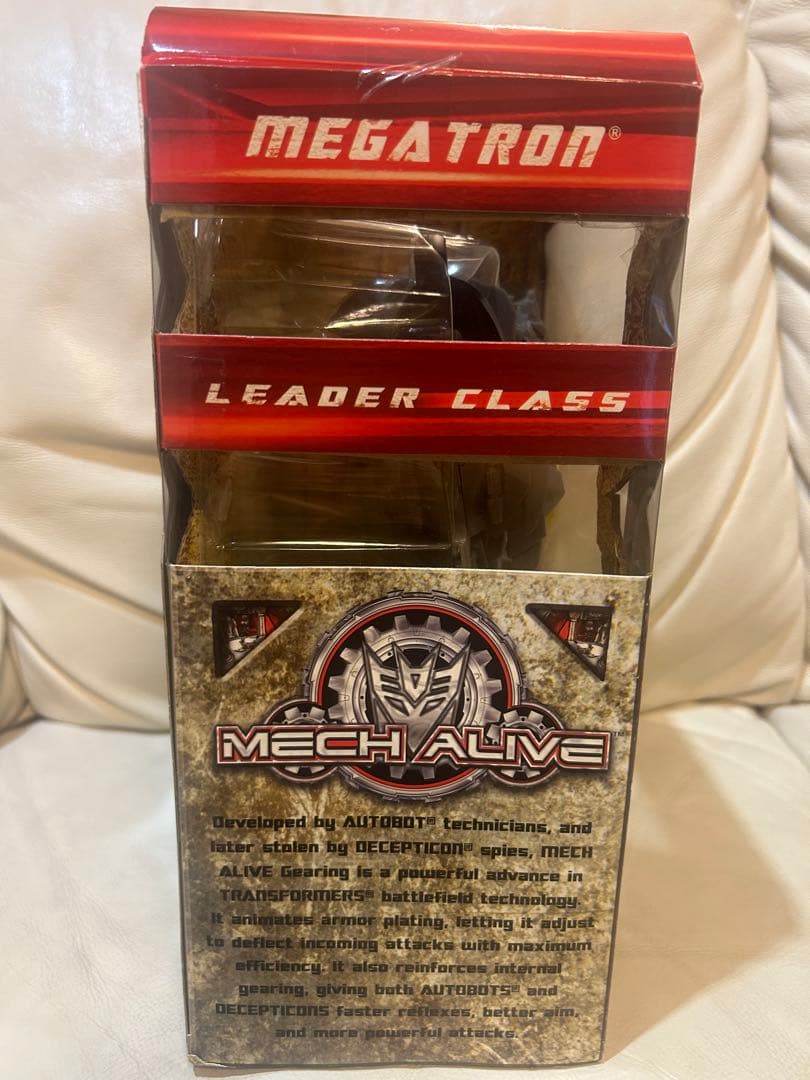 MEGATRON®
LEADER CLASS
MECH ALIVE™
Developed by AUTOBOT® technicians, and
later stolen by DECEPTICON® spies, MECH
ALIVE Gearing is a powerful advance in
TRANSFORMERS® battlefield technology.
It animates armor plating, letting it adjust
to deflect incoming attacks with maximum
efficiency. It also reinforces internal
gearing, giving both AUTOBOTS® and
DECEPTICONS faster reflexes, better aim,
and more powerful attacks.